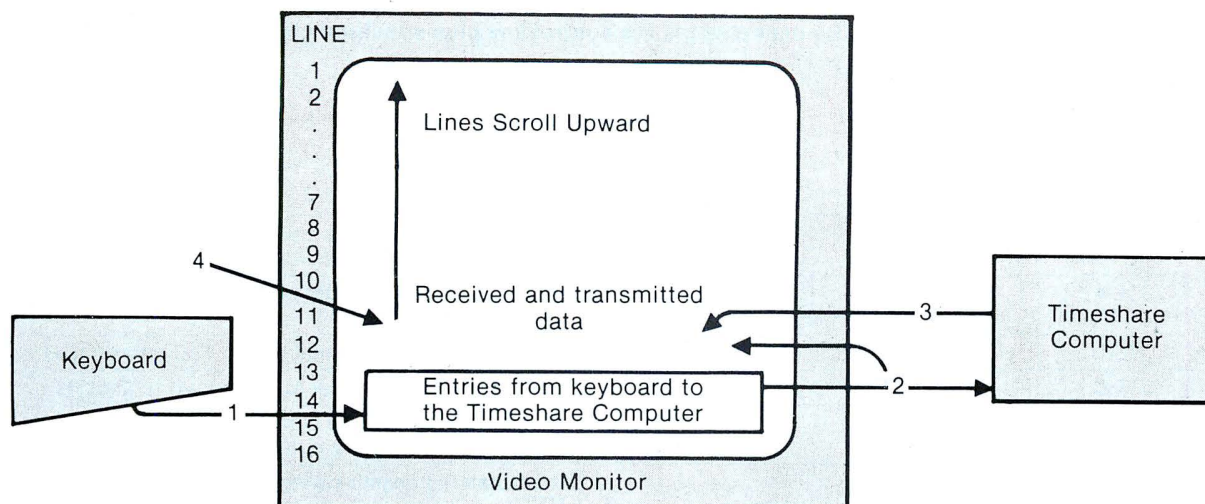 LINE
1
2
.
.
.
7
8
9
10
11
12
13
14
15
16
Lines Scroll Upward
4
Received and transmitted
data
3
Timeshare
Computer
Keyboard
1
Entries from keyboard to
the Timeshare Computer
2
Video Monitor